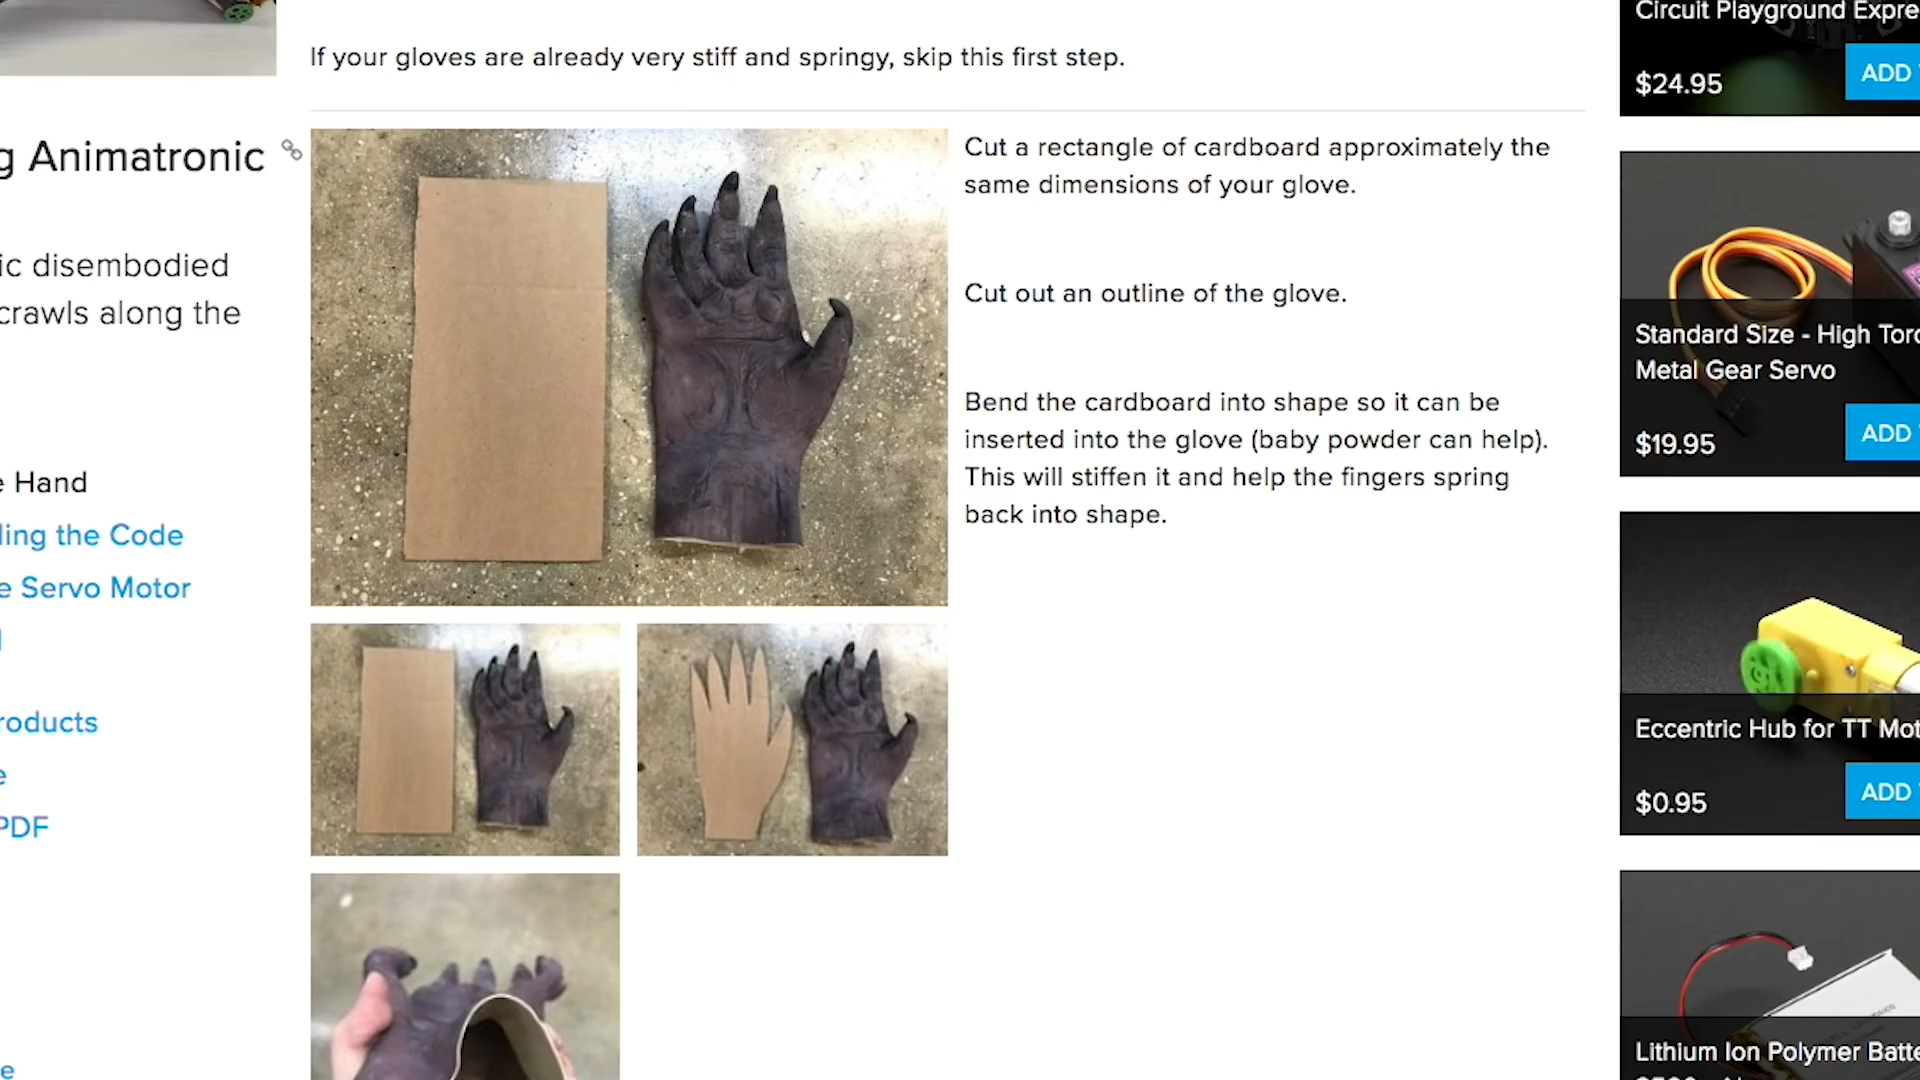 If your gloves are already very stiff and springy, skip this first step.
g Animatronic
ic disembodied
crawls along the
e Hand
ling the Code
e Servo Motor
roducts
e
PDF
e
Cut a rectangle of cardboard approximately the
same dimensions of your glove.
Cut out an outline of the glove.
Bend the cardboard into shape so it can be
inserted into the glove (baby powder can help).
This will stiffen it and help the fingers spring
back into shape.
Circuit Playground Expre
$24.95
ADD
Standard Size - High Torq
Metal Gear Servo
$19.95
ADD
Eccentric Hub for TT Mot
$0.95
ADD
Lithium Ion Polymer Batte